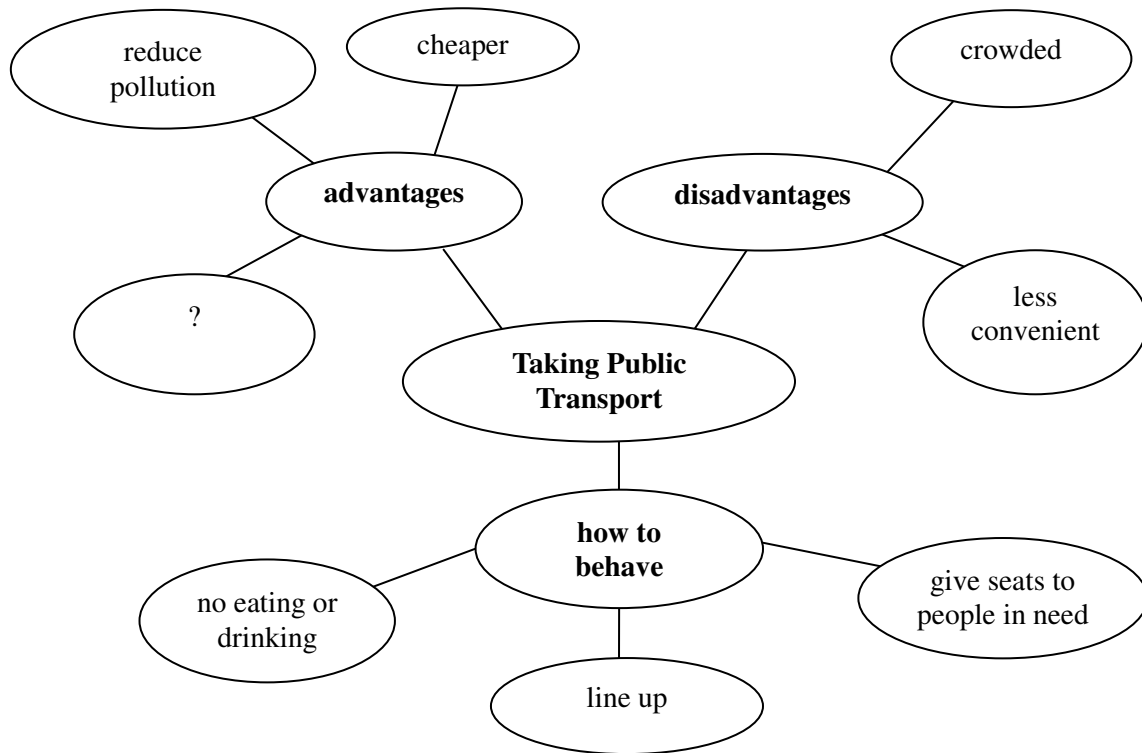 reduce
pollution
cheaper
crowded
advantages
disadvantages
?
less
convenient
Taking Public
Transport
how to
behave
no eating or
drinking
give seats to
people in need
line up